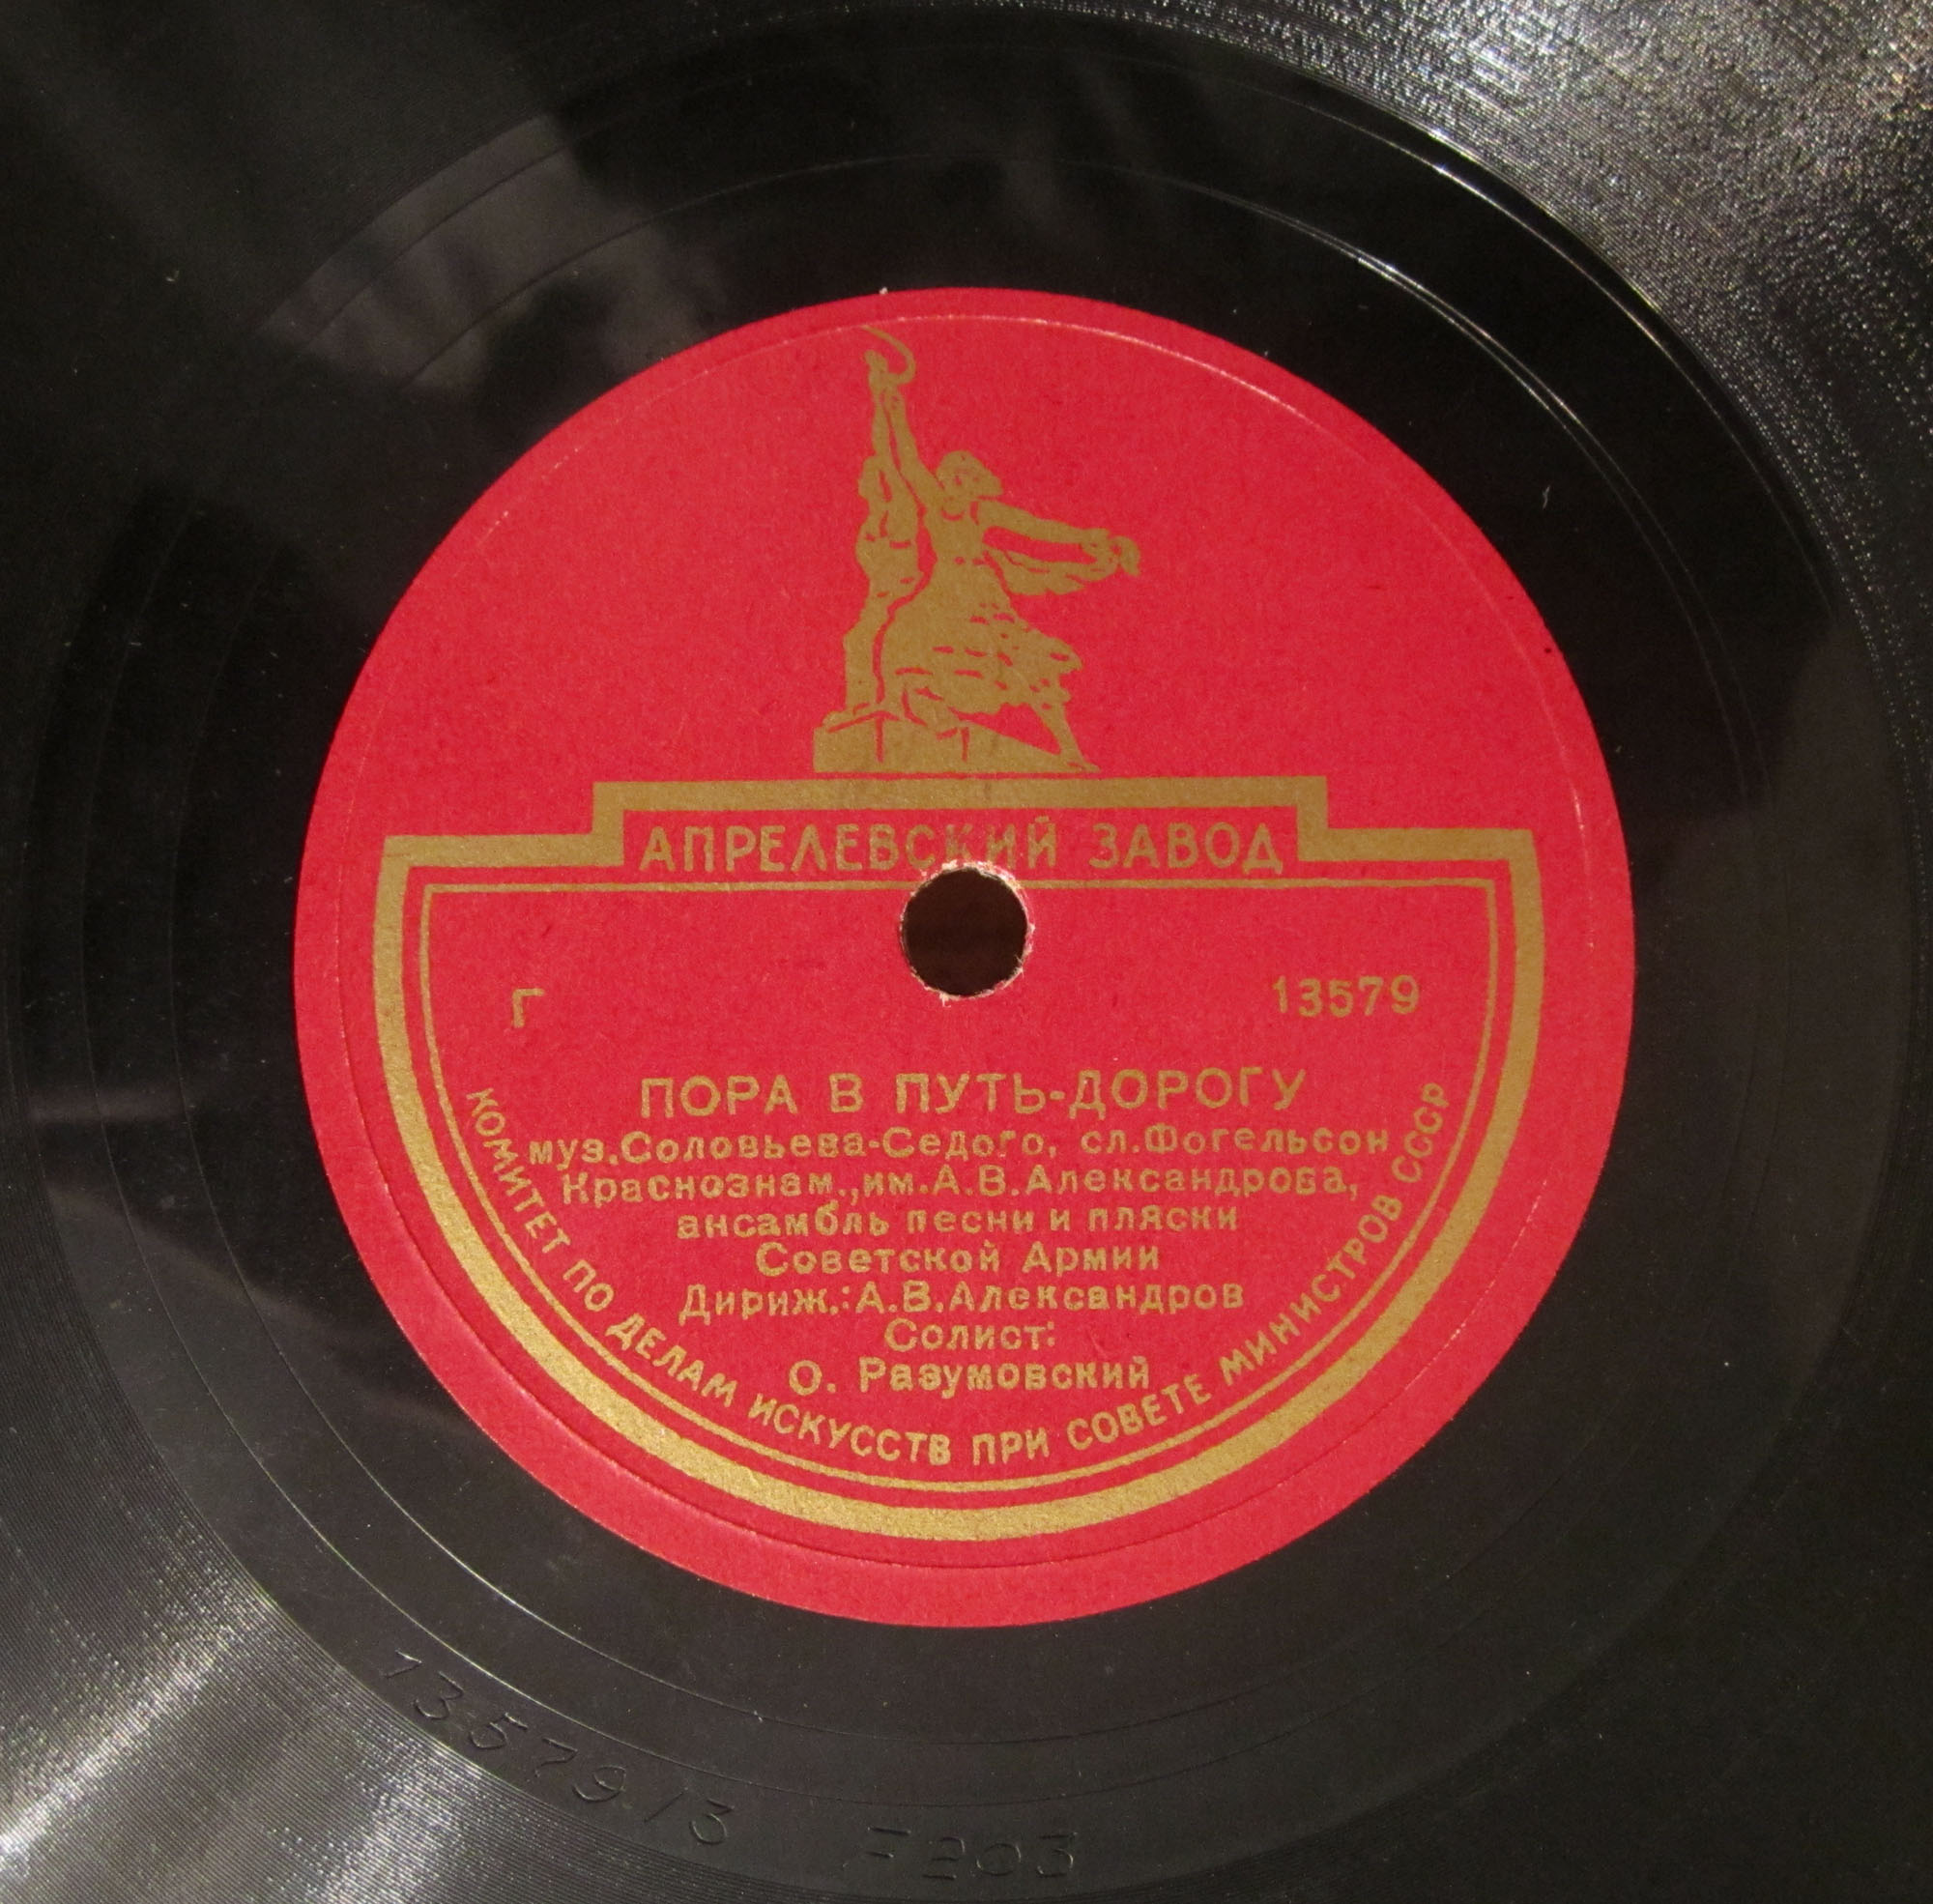 АПРЕЛЕВСКИЙ ЗАВОД
Г 13579
ПОРА В ПУТЬ-ДОРОГУ
муз.Соловьева-Седого, сл.Фогельсон
Краснознам.,им.А.В.Александрова,
ансамбль песни и пляски
Советской Армии
Дириж.:А.В.Александров
Солист:
О. Разумовский
КОМИТЕТ ПО ДЕЛАМ ИСКУССТВ ПРИ СОВЕТЕ МИНИСТРОВ СССР
13579/3 F203